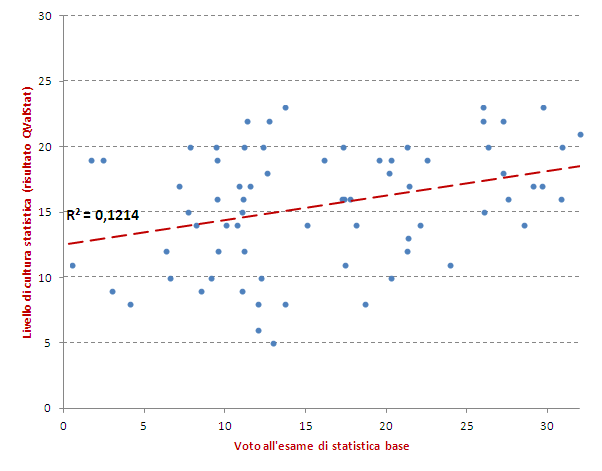 30
25
20
15
10
5
0
Livello di cultura statistica (risultato QValStat)
R² = 0,1214
0 5 10 15 20 25 30
Voto all'esame di statistica base